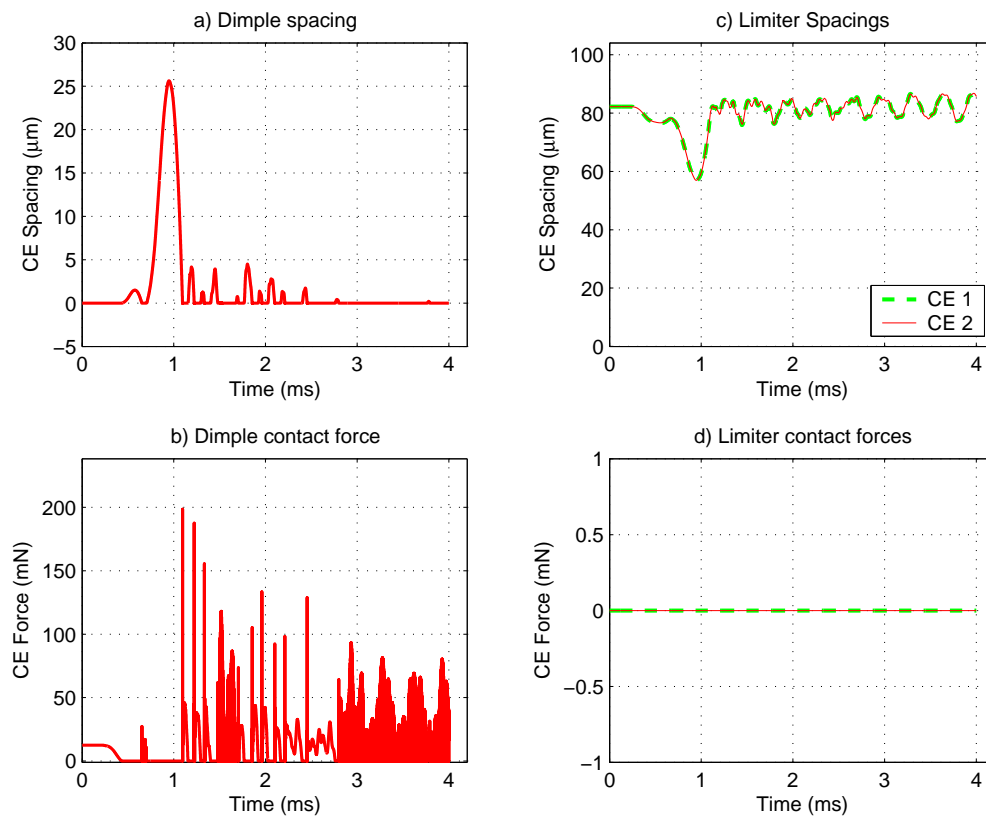 a) Dimple spacing
30
25
20
15
10
5
0
−5
0 1 2 3 4
CE Spacing (µm)
Time (ms)
c) Limiter Spacings
100
80
60
40
20
0
0 1 2 3 4
CE Spacing (µm)
Time (ms)
CE 1
CE 2
b) Dimple contact force
200
150
100
50
0
0 1 2 3 4
CE Force (mN)
Time (ms)
d) Limiter contact forces
1
0.5
0
−0.5
−1
0 1 2 3 4
CE Force (mN)
Time (ms)